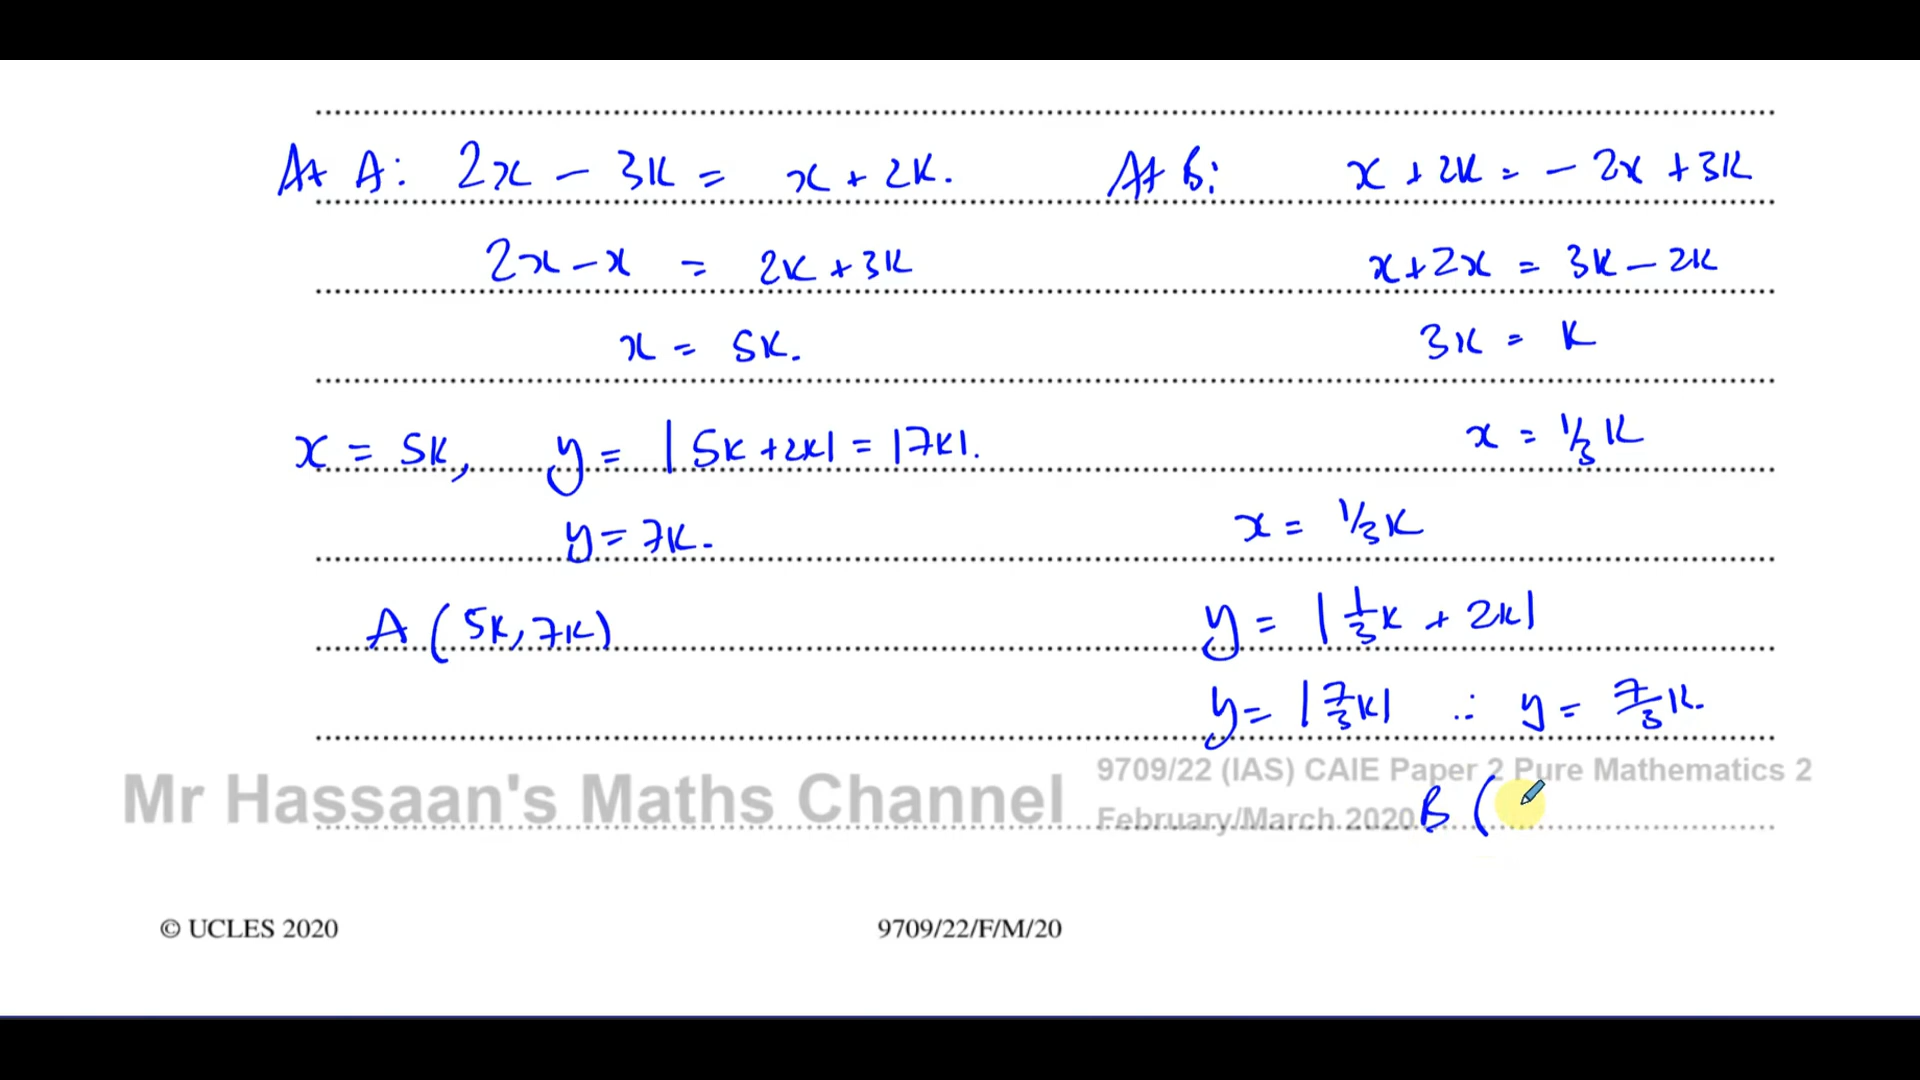 At A: 2x - 3k = x + 2k. At B: x + 2k = - 2x + 3k
2x - x = 2k + 3k x + 2x = 3k - 2k
x = 5k. 3k = k
x = 5k, y = |5k + 2k| = |7k|. x = 1/3 k
y = 7k. x = 1/3 k
A (5k, 7k) y = |1/3 k + 2k|
y = |7/3 k| ∴ y = 7/3 k.
Mr Hassaan's Maths Channel 9709/22 (IAS) CAIE Paper 2 Pure Mathematics 2
February/March 2020 B (
© UCLES 2020 9709/22/F/M/20